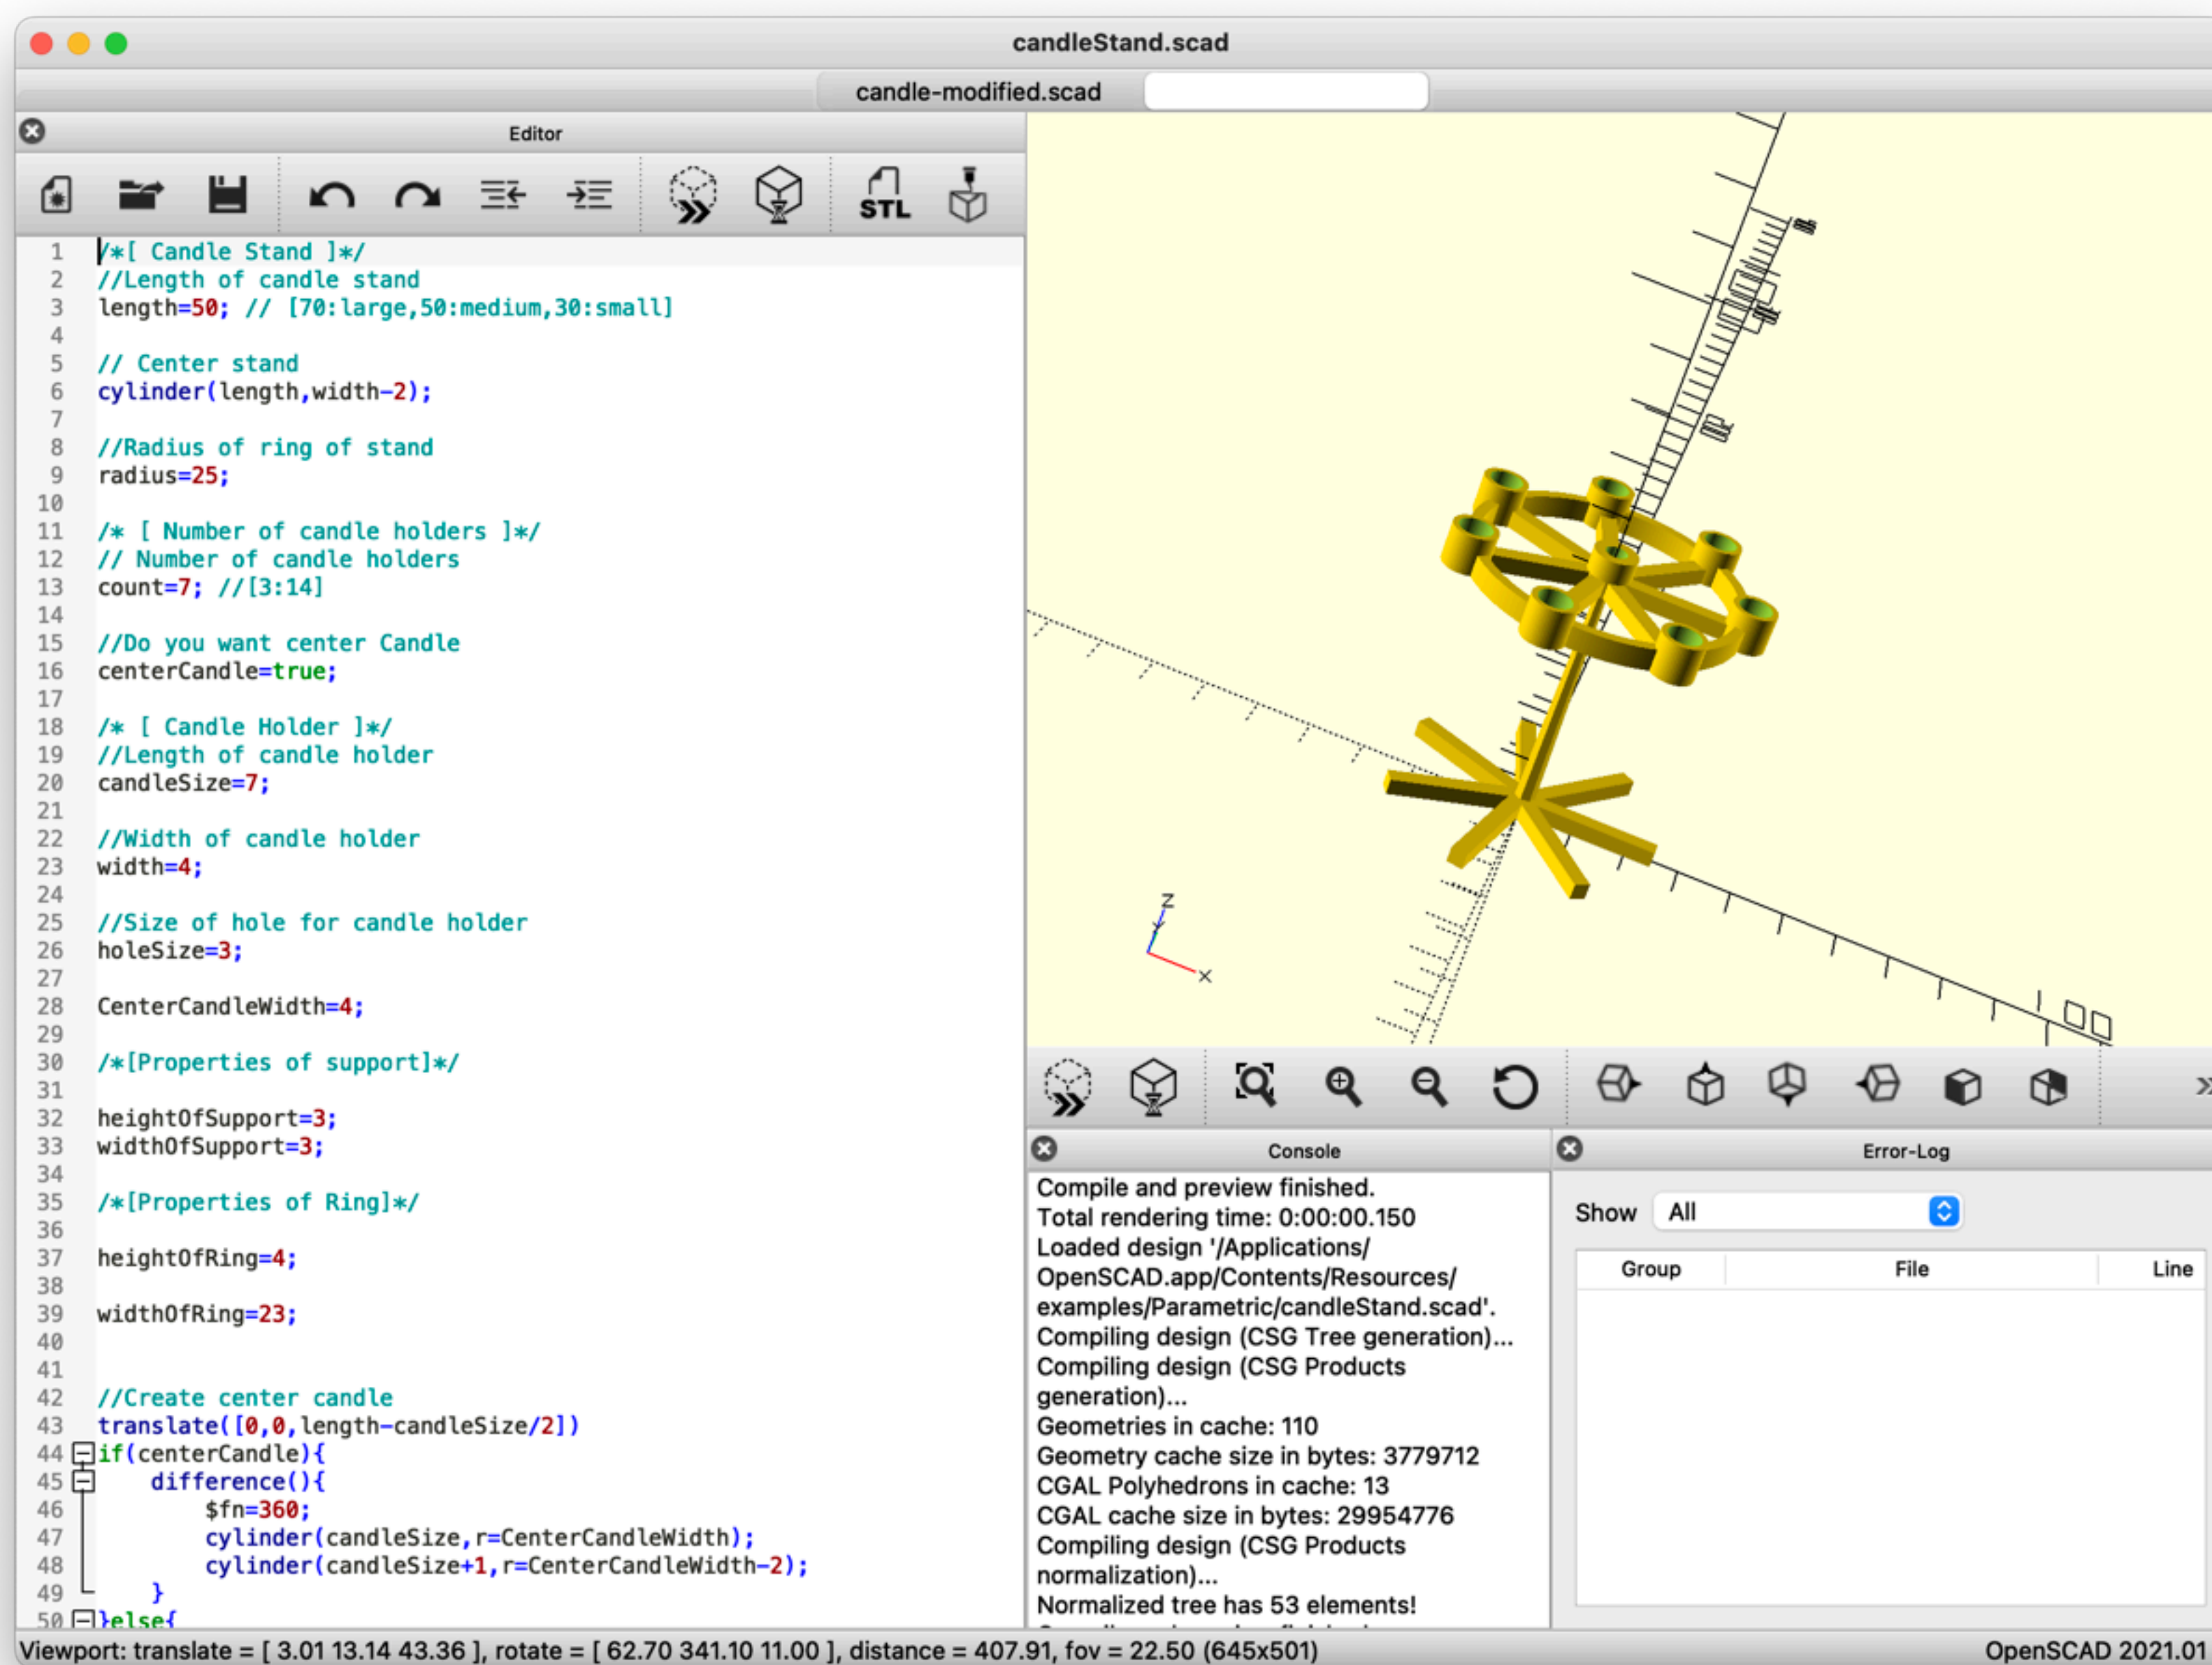 candleStand.scad
candle-modified.scad
Editor
STL
1 /*[ Candle Stand ]*/
2 //Length of candle stand
3 length=50; // [70:large,50:medium,30:small]
4
5 // Center stand
6 cylinder(length,width-2);
7
8 //Radius of ring of stand
9 radius=25;
10
11 /* [ Number of candle holders ]*/
12 // Number of candle holders
13 count=7; //[3:14]
14
15 //Do you want center Candle
16 centerCandle=true;
17
18 /* [ Candle Holder ]*/
19 //Length of candle holder
20 candleSize=7;
21
22 //Width of candle holder
23 width=4;
24
25 //Size of hole for candle holder
26 holeSize=3;
27
28 CenterCandleWidth=4;
29
30 /*[Properties of support]*/
31
32 heightOfSupport=3;
33 widthOfSupport=3;
34
35 /*[Properties of Ring]*/
36
37 heightOfRing=4;
38
39 widthOfRing=23;
40
41
42 //Create center candle
43 translate([0,0,length-candleSize/2])
44 if(centerCandle){
45     difference(){
46         $fn=360;
47         cylinder(candleSize,r=CenterCandleWidth);
48         cylinder(candleSize+1,r=CenterCandleWidth-2);
49     }
50 }else{
Z
Y
X
Console
Compile and preview finished.
Total rendering time: 0:00:00.150
Loaded design '/Applications/
OpenSCAD.app/Contents/Resources/
examples/Parametric/candleStand.scad'.
Compiling design (CSG Tree generation)...
Compiling design (CSG Products
generation)...
Geometries in cache: 110
Geometry cache size in bytes: 3779712
CGAL Polyhedrons in cache: 13
CGAL cache size in bytes: 29954776
Compiling design (CSG Products
normalization)...
Normalized tree has 53 elements!
Error-Log
Show All
Group File Line
Viewport: translate = [ 3.01 13.14 43.36 ], rotate = [ 62.70 341.10 11.00 ], distance = 407.91, fov = 22.50 (645x501)
OpenSCAD 2021.01